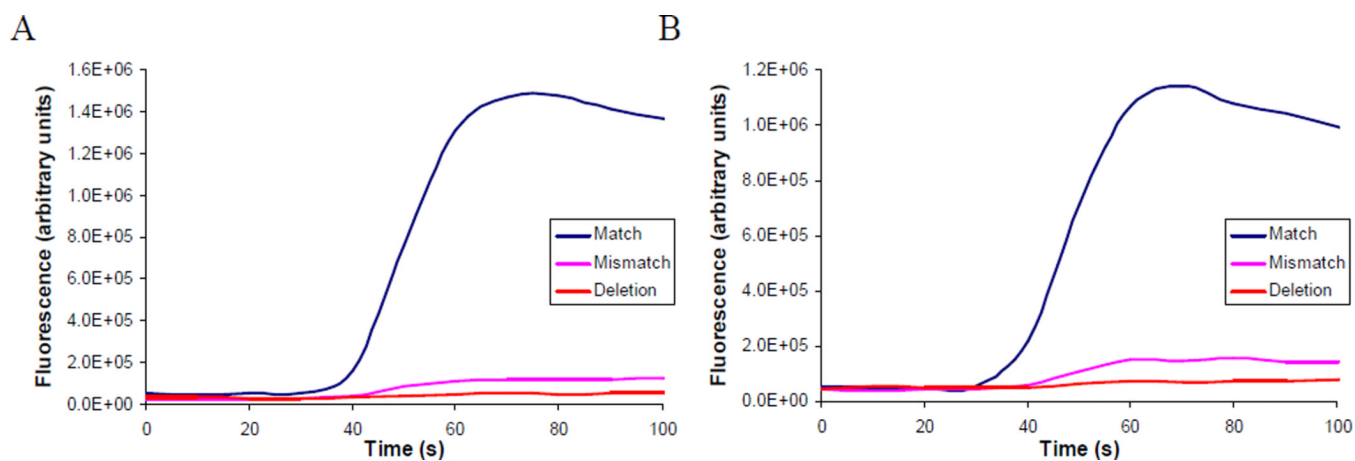 A
Fluorescence (arbitrary units)
1.6E+06
1.4E+06
1.2E+06
1.0E+06
8.0E+05
6.0E+05
4.0E+05
2.0E+05
0.0E+00
0 20 40 60 80 100
Time (s)
Match
Mismatch
Deletion
B
Fluorescence (arbitrary units)
1.2E+06
1.0E+06
8.0E+05
6.0E+05
4.0E+05
2.0E+05
0.0E+00
0 20 40 60 80 100
Time (s)
Match
Mismatch
Deletion